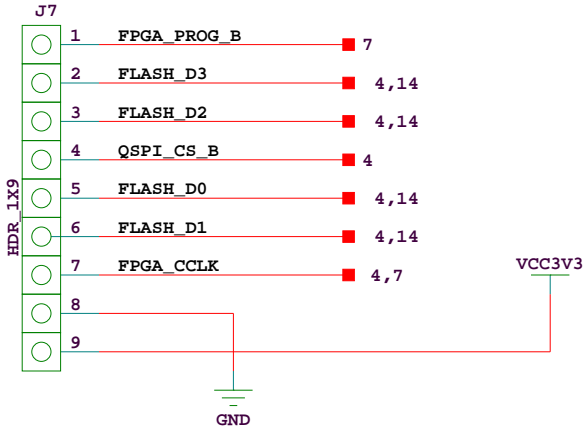 J7
1 FPGA_PROG_B 7
2 FLASH_D3 4,14
3 FLASH_D2 4,14
4 QSPI_CS_B 4
5 FLASH_D0 4,14
6 FLASH_D1 4,14
7 FPGA_CCLK 4,7
8
9
HDR_1X9
VCC3V3
GND